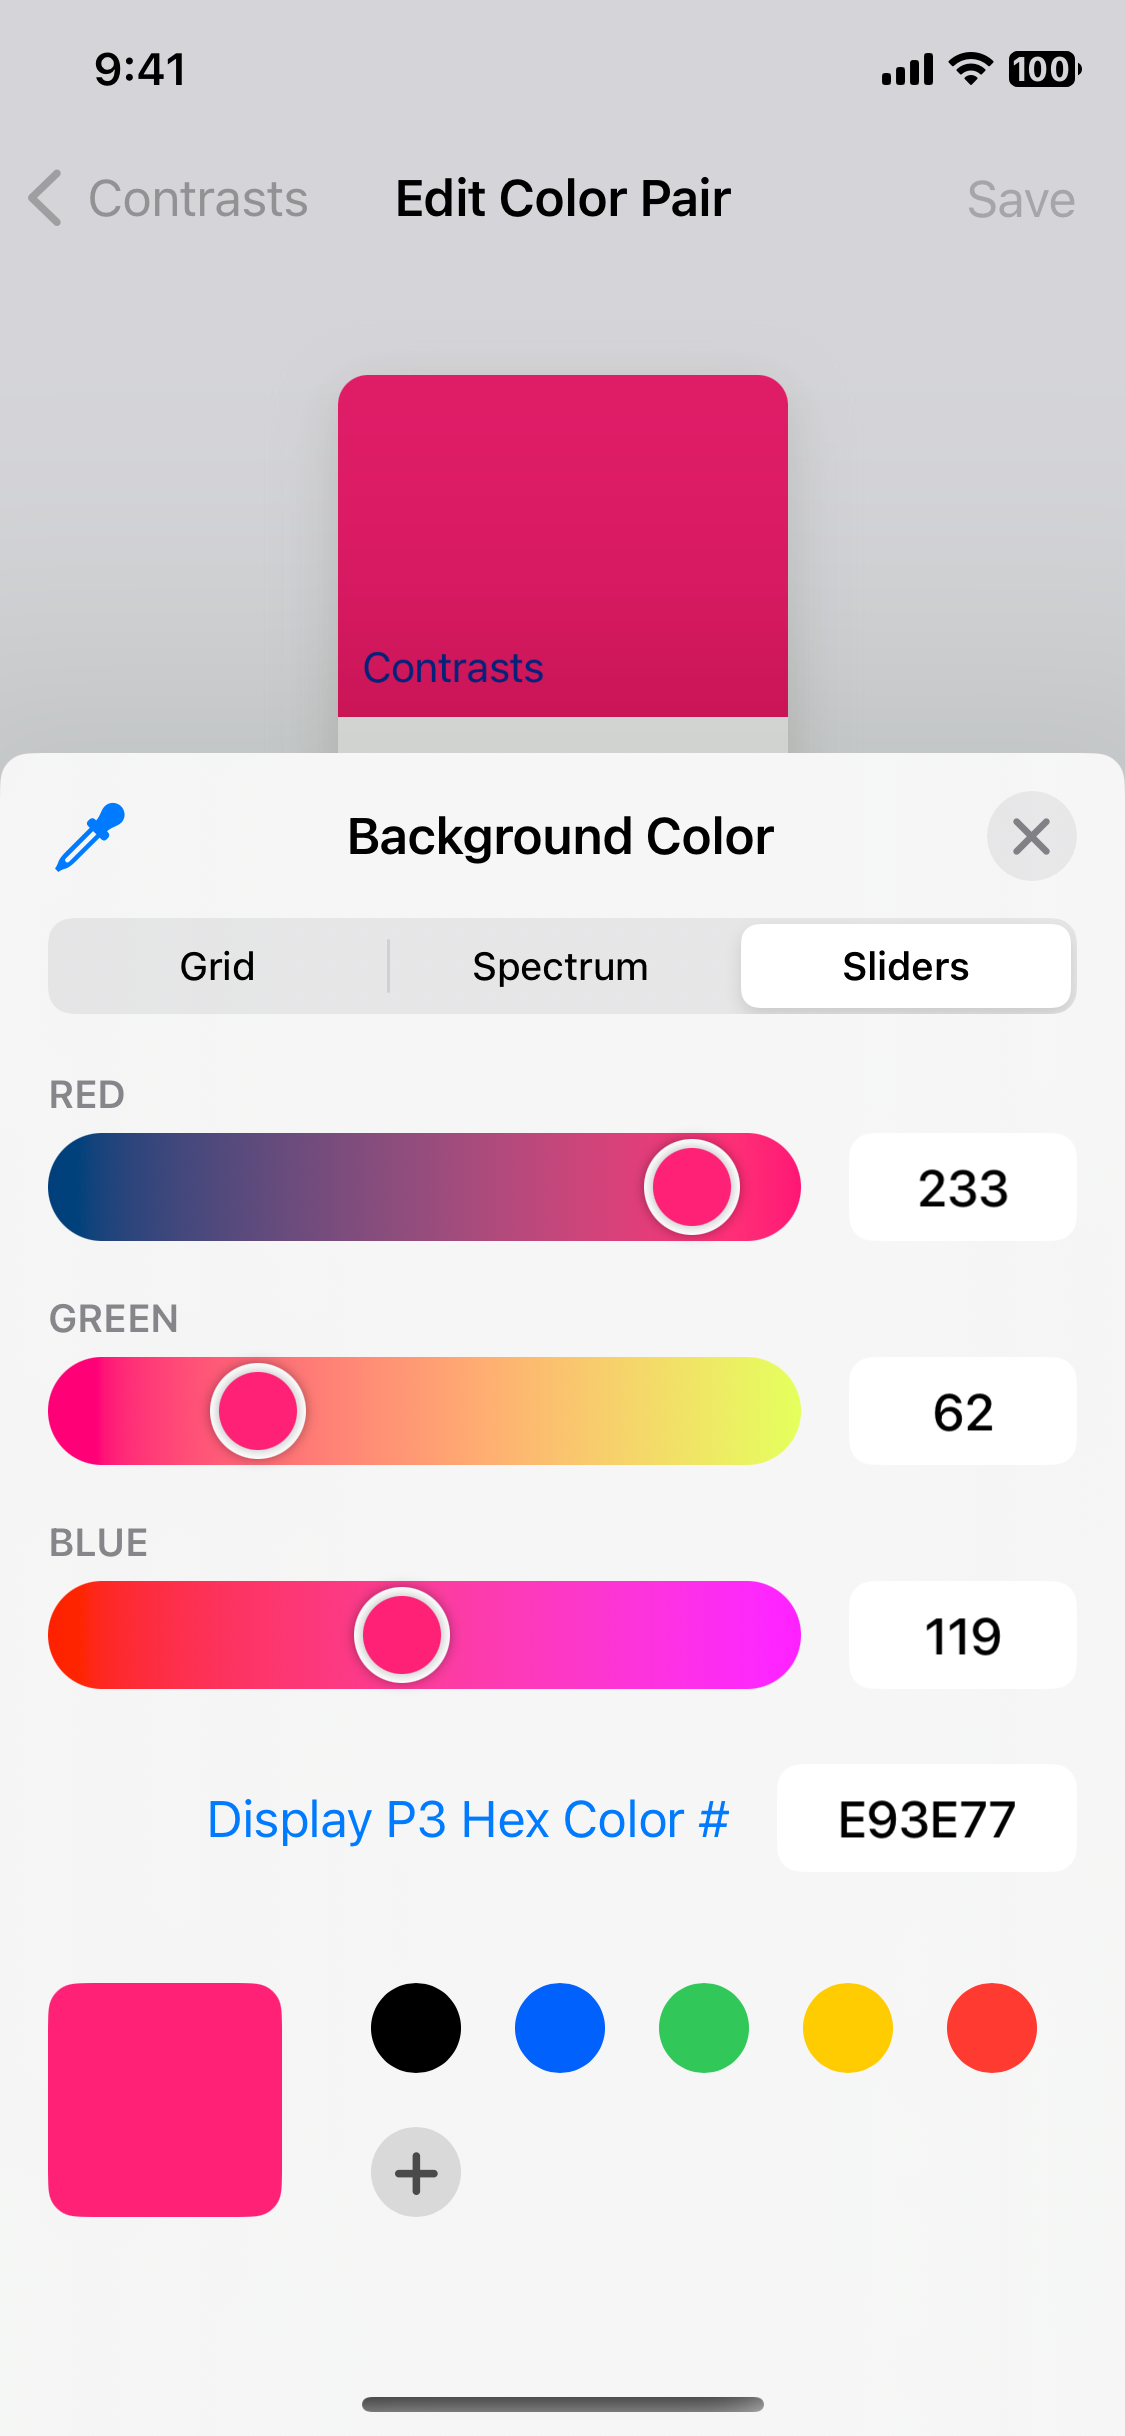 9:41
100
Contrasts
Edit Color Pair
Save
Contrasts
Background Color
Grid
Spectrum
Sliders
RED
233
GREEN
62
BLUE
119
Display P3 Hex Color #
E93E77